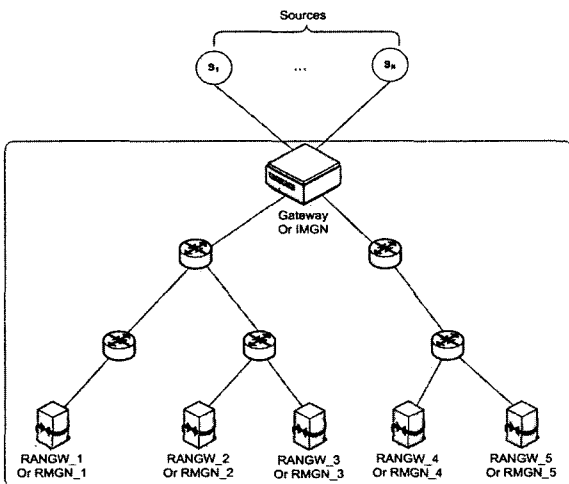 Sources
S₁
...
Sₙ
Gateway
Or IMGN
RANGW_1
Or RMGN_1
RANGW_2
Or RMGN_2
RANGW_3
Or RMGN_3
RANGW_4
Or RMGN_4
RANGW_5
Or RMGN_5